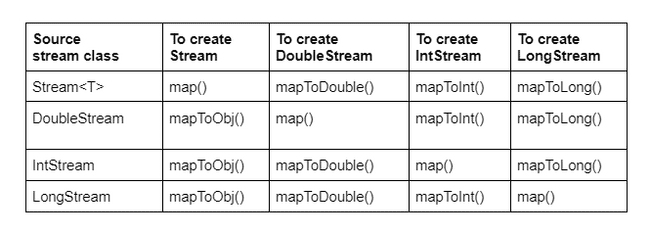 Source stream class To create Stream To create DoubleStream To create IntStream To create LongStream
Stream<T> map() mapToDouble() mapToInt() mapToLong()
DoubleStream mapToObj() map() mapToInt() mapToLong()
IntStream mapToObj() mapToDouble() map() mapToLong()
LongStream mapToObj() mapToDouble() mapToInt() map()